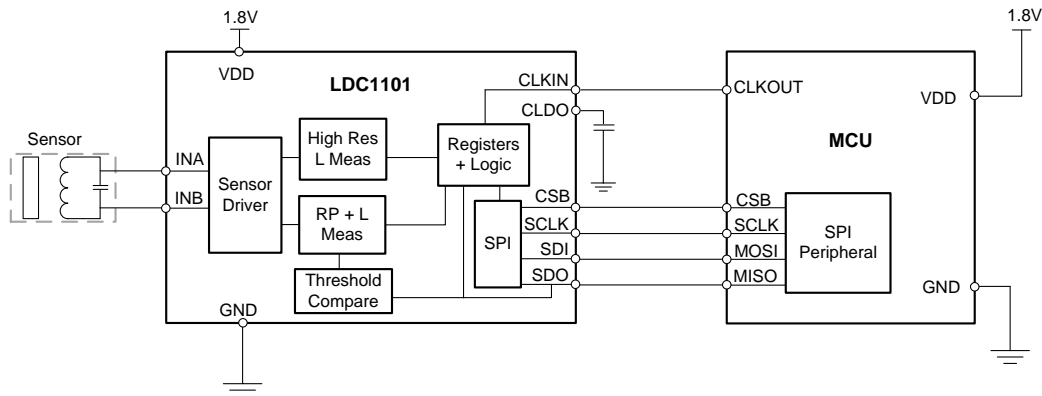 1.8V
VDD
LDC1101
CLKIN
CLDO
Sensor
INA
INB
Sensor
Driver
High Res
L Meas
RP + L
Meas
Threshold
Compare
Registers
+ Logic
SPI
CSB
SCLK
SDI
SDO
GND
1.8V
CLKOUT
VDD
MCU
CSB
SCLK
MOSI
MISO
SPI
Peripheral
GND